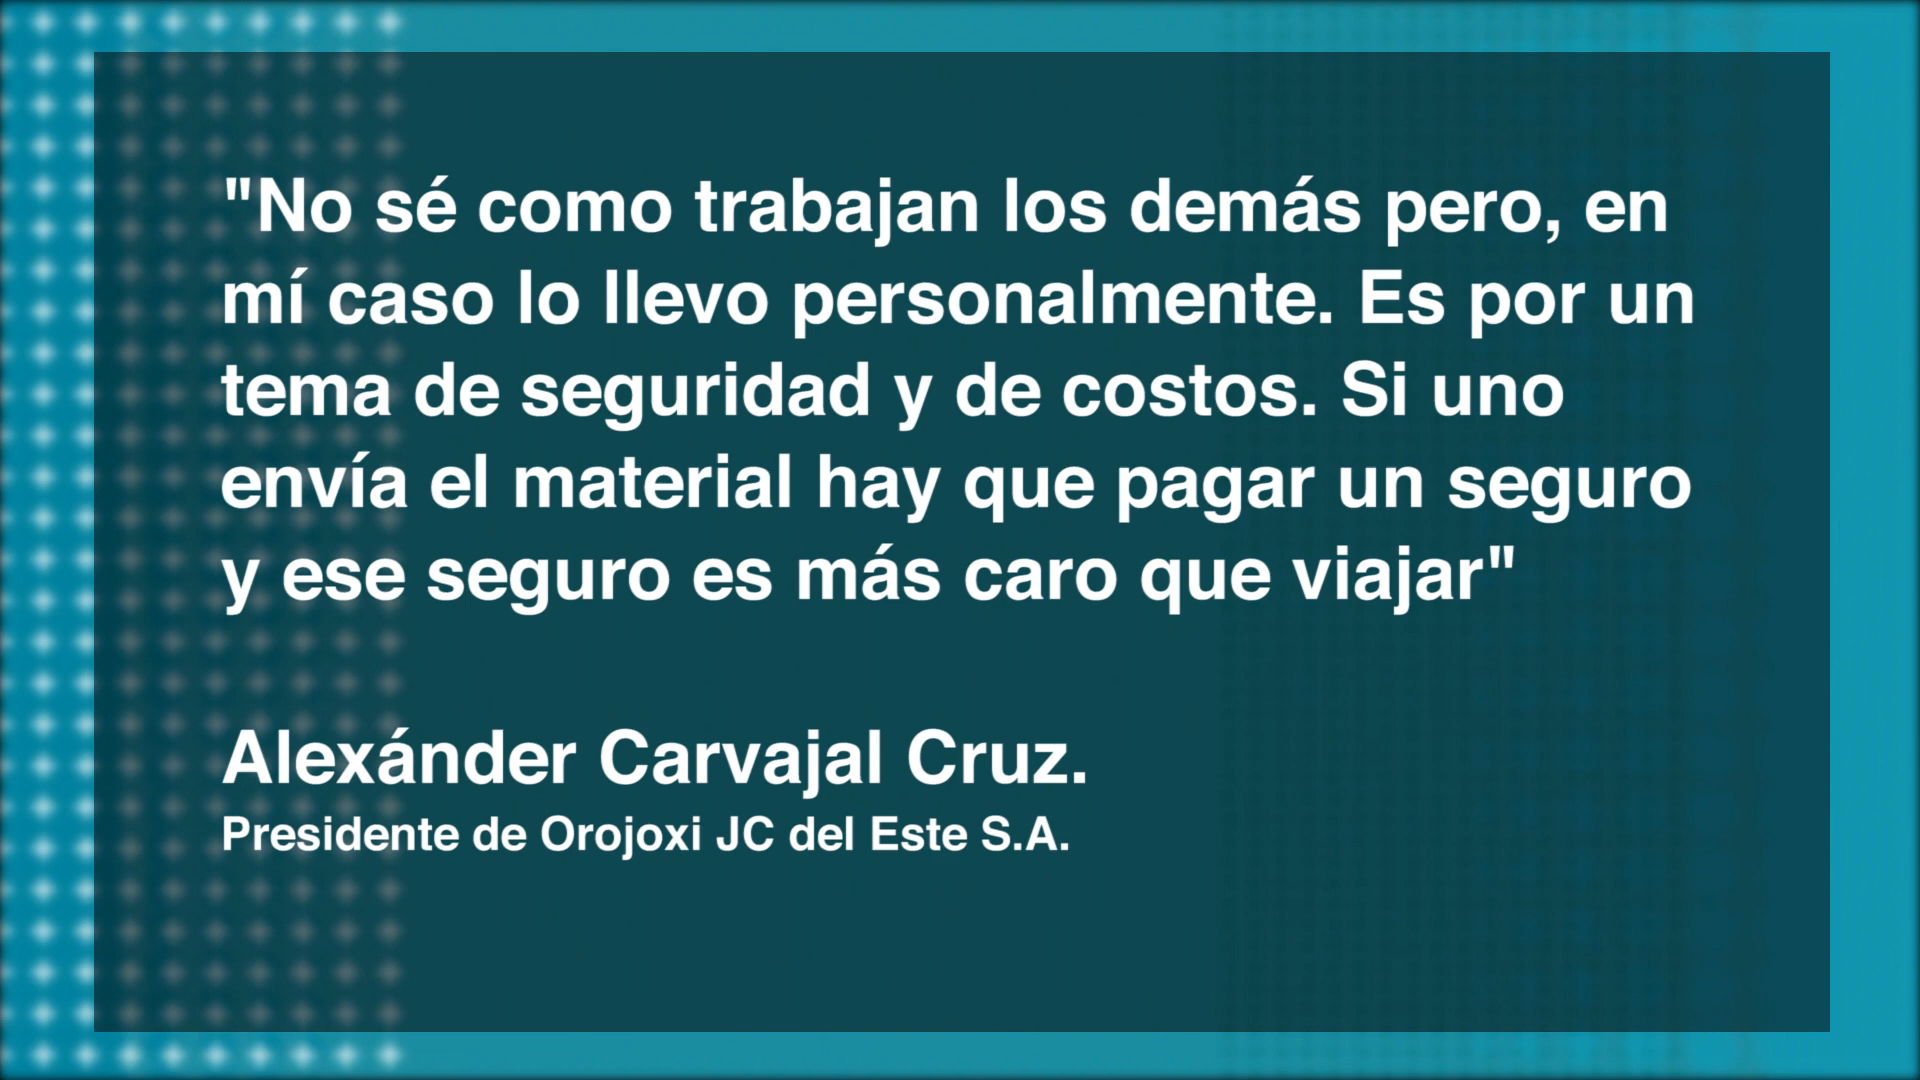 "No sé como trabajan los demás pero, en
mí caso lo llevo personalmente. Es por un
tema de seguridad y de costos. Si uno
envía el material hay que pagar un seguro
y ese seguro es más caro que viajar"
Alexánder Carvajal Cruz.
Presidente de Orojoxi JC del Este S.A.